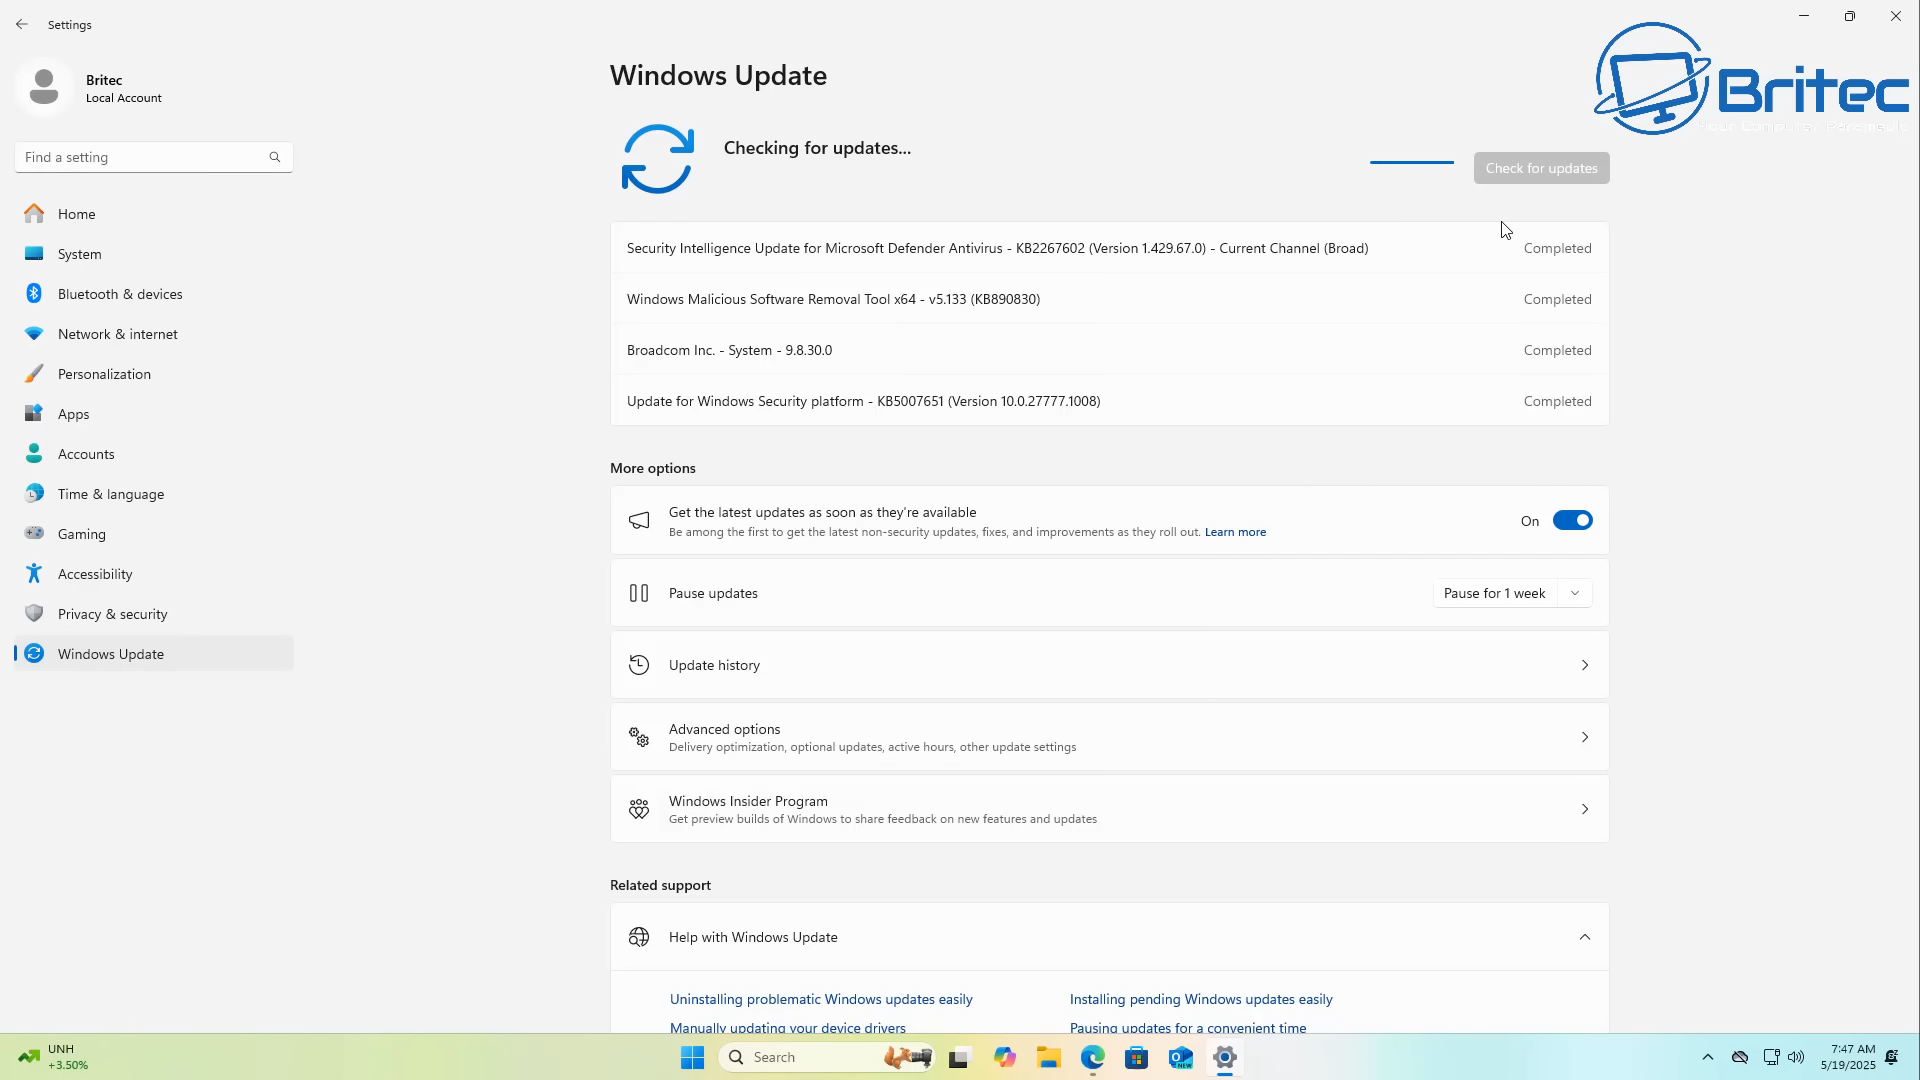 Settings
Britec
Local Account
Find a setting
Home
System
Bluetooth & devices
Network & internet
Personalization
Apps
Accounts
Time & language
Gaming
Accessibility
Privacy & security
Windows Update
Windows Update
Checking for updates...
Check for updates
Britec
Security Intelligence Update for Microsoft Defender Antivirus - KB2267602 (Version 1.429.67.0) - Current Channel (Broad)
Completed
Windows Malicious Software Removal Tool x64 - v5.133 (KB890830)
Completed
Broadcom Inc. - System - 9.8.30.0
Completed
Update for Windows Security platform - KB5007651 (Version 10.0.27777.1008)
Completed
More options
Get the latest updates as soon as they're available
Be among the first to get the latest non-security updates, fixes, and improvements as they roll out. Learn more
On
Pause updates
Pause for 1 week
Update history
Advanced options
Delivery optimization, optional updates, active hours, other update settings
Windows Insider Program
Get preview builds of Windows to share feedback on new features and updates
Related support
Help with Windows Update
Uninstalling problematic Windows updates easily
Installing pending Windows updates easily
Manually updating your device drivers
Pausing updates for a convenient time
UNH
+3.50%
Search
NEW
7:47 AM
5/19/2025